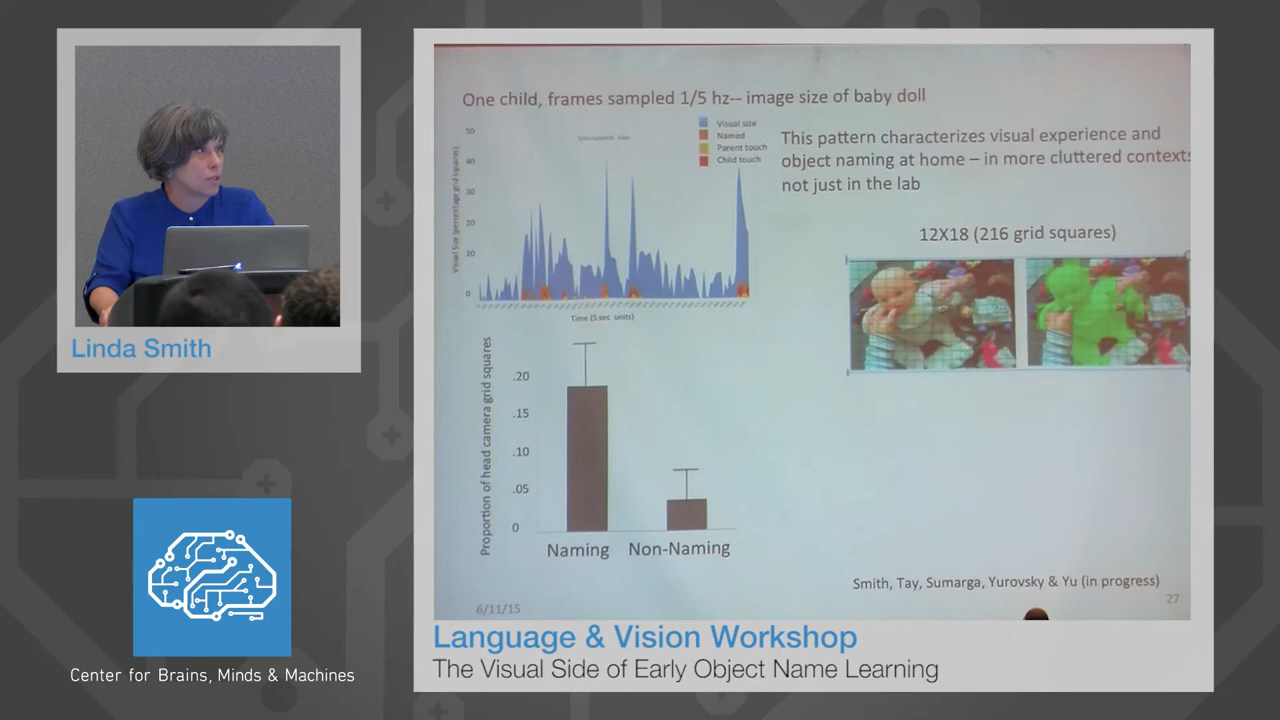 Linda Smith
Center for Brains, Minds & Machines
One child, frames sampled 1/5 hz-- image size of baby doll
50
40
30
20
10
0
Visual Size (percentage grid squares)
Visual size
Named
Parent touch
Child touch
Time (5 sec units)
This pattern characterizes visual experience and
object naming at home – in more cluttered contexts
not just in the lab
12X18 (216 grid squares)
Proportion of head camera grid squares
.20
.15
.10
.05
0
Naming Non-Naming
Smith, Tay, Sumarga, Yurovsky & Yu (in progress)
6/11/15
27
Language & Vision Workshop
The Visual Side of Early Object Name Learning